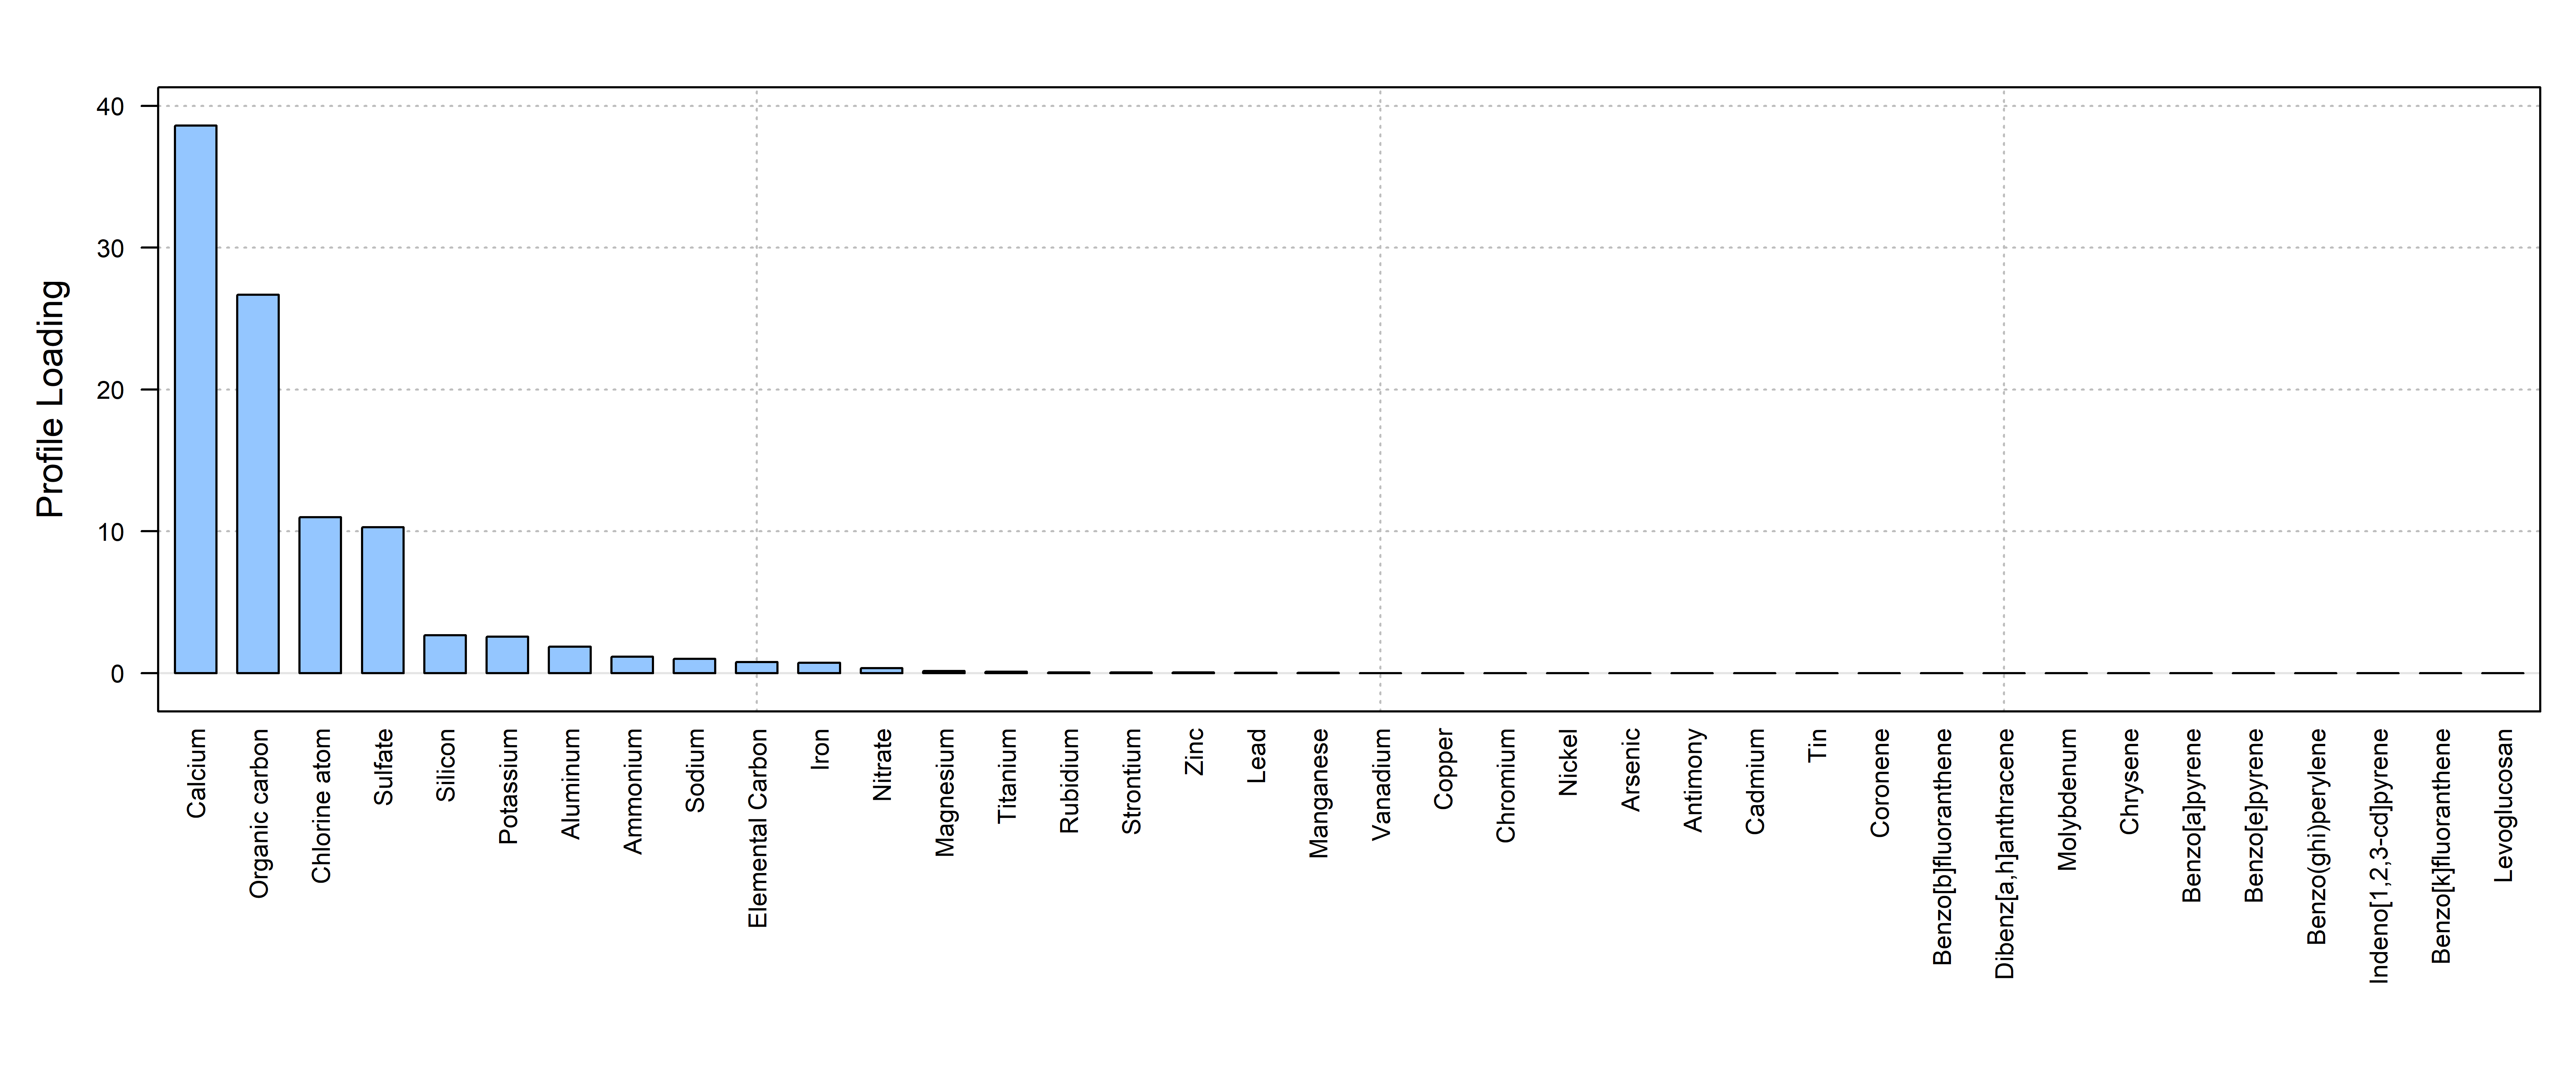 Profile Loading
40
30
20
10
0
Calcium
Organic carbon
Chlorine atom
Sulfate
Silicon
Potassium
Aluminum
Ammonium
Sodium
Elemental Carbon
Iron
Nitrate
Magnesium
Titanium
Rubidium
Strontium
Zinc
Lead
Manganese
Vanadium
Copper
Chromium
Nickel
Arsenic
Antimony
Cadmium
Tin
Coronene
Benzo[b]fluoranthene
Dibenz[a,h]anthracene
Molybdenum
Chrysene
Benzo[a]pyrene
Benzo[e]pyrene
Benzo(ghi)perylene
Indeno[1,2,3-cd]pyrene
Benzo[k]fluoranthene
Levoglucosan